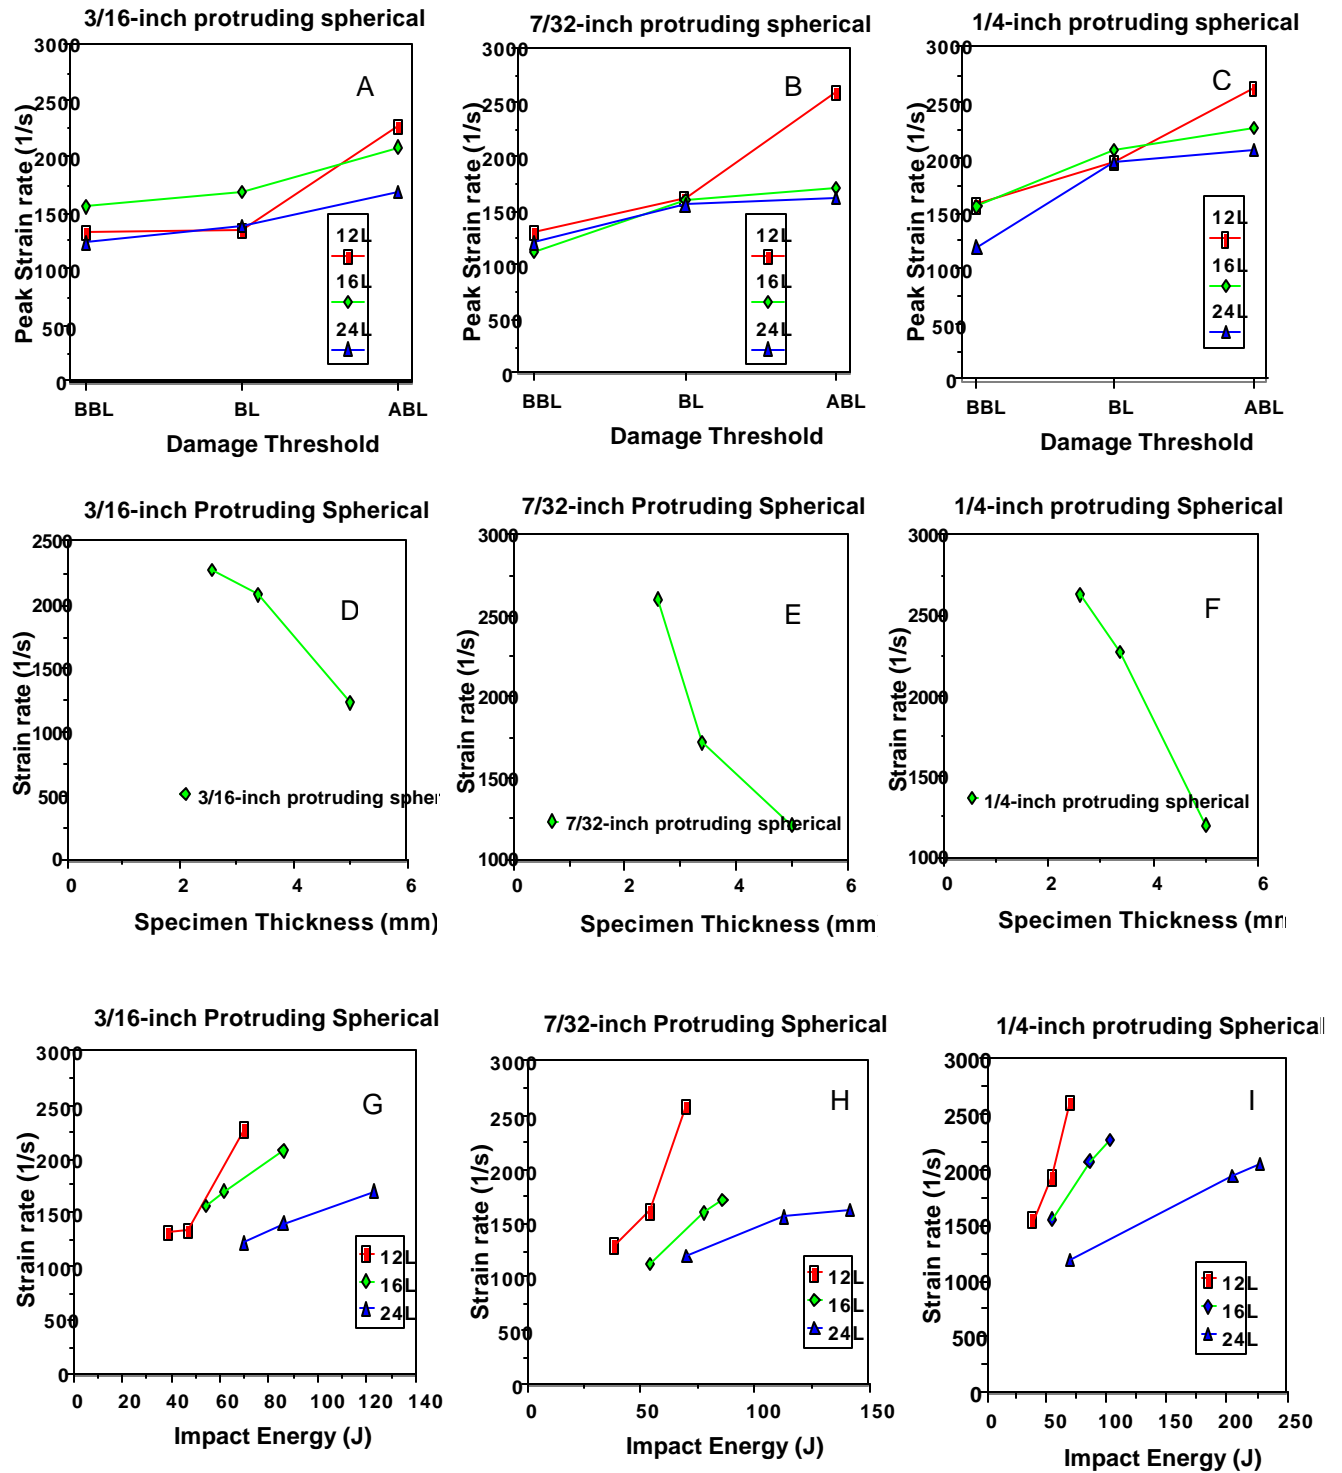 3/16-inch protruding spherical
3000
2500
2000
1500
1000
500
0
Peak Strain rate (1/s)
A
12L
16L
24L
BBL BL ABL
Damage Threshold
7/32-inch protruding spherical
3000
2500
2000
1500
1000
500
0
Peak Strain rate (1/s)
B
12L
16L
24L
BBL BL ABL
Damage Threshold
1/4-inch protruding spherical
3000
2500
2000
1500
1000
500
0
Peak Strain rate (1/s)
C
12L
16L
24L
BBL BL ABL
Damage Threshold
3/16-inch Protruding Spherical
2500
2000
1500
1000
500
0
Strain rate (1/s)
D
3/16-inch protruding spher
0 2 4 6
Specimen Thickness (mm)
7/32-inch Protruding Spherical
3000
2500
2000
1500
1000
Strain rate (1/s)
E
7/32-inch protruding spherical
0 2 4 6
Specimen Thickness (mm
1/4-inch protruding Spherical
3000
2500
2000
1500
1000
Strain rate (1/s)
F
1/4-inch protruding spherical
0 2 4 6
Specimen Thickness (mm
3/16-inch Protruding Spherical
3000
2500
2000
1500
1000
500
0
Strain rate (1/s)
G
12L
16L
24L
0 20 40 60 80 100 120 140
Impact Energy (J)
7/32-inch Protruding Spherical
3000
2500
2000
1500
1000
500
0
Strain rate (1/s)
H
12L
16L
24L
0 50 100 150
Impact Energy (J)
1/4-inch protruding Spherical
3000
2500
2000
1500
1000
500
0
Strain rate (1/s)
I
12L
16L
24L
0 50 100 150 200 250
Impact Energy (J)